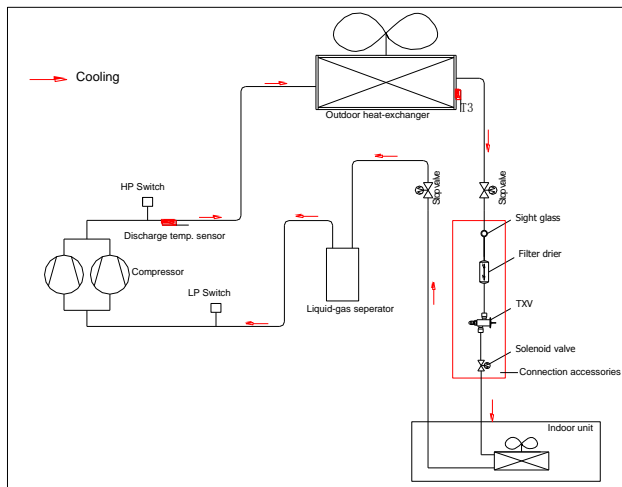 Cooling
Outdoor heat-exchanger
T3
HP Switch
Stop valve
Stop valve
Discharge temp. sensor
Sight glass
Filter drier
Compressor
LP Switch
Liquid-gas seperator
TXV
Solenoid valve
Connection accessories
Indoor unit